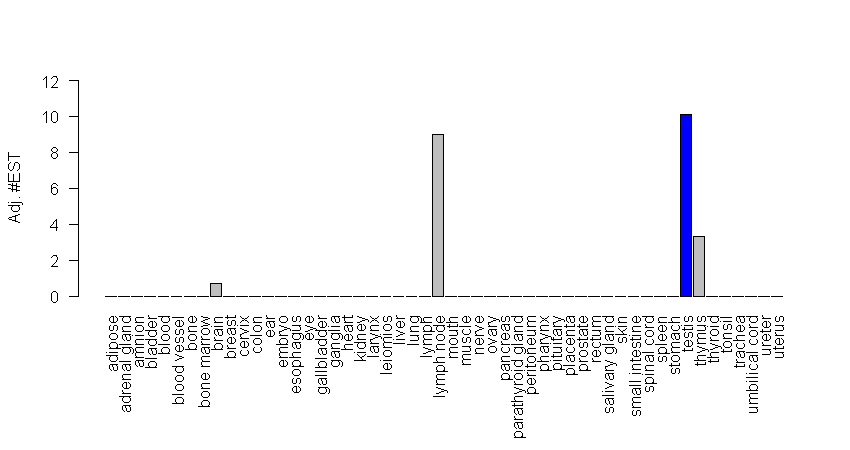 Adj. #EST
12
10
8
6
4
2
0
adipose
adrenal gland
amnion
bladder
blood
blood vessel
bone
bone marrow
brain
breast
cervix
colon
ear
embryo
esophagus
eye
gallbladder
ganglia
heart
kidney
larynx
leiomios
liver
lung
lymph
lymph node
mouth
muscle
nerve
ovary
pancreas
parathyroid gland
peritoneum
pharynx
pituitary
placenta
prostate
rectum
salivary gland
skin
small intestine
spinal cord
spleen
stomach
testis
thymus
thyroid
tonsil
trachea
umbilical cord
ureter
uterus